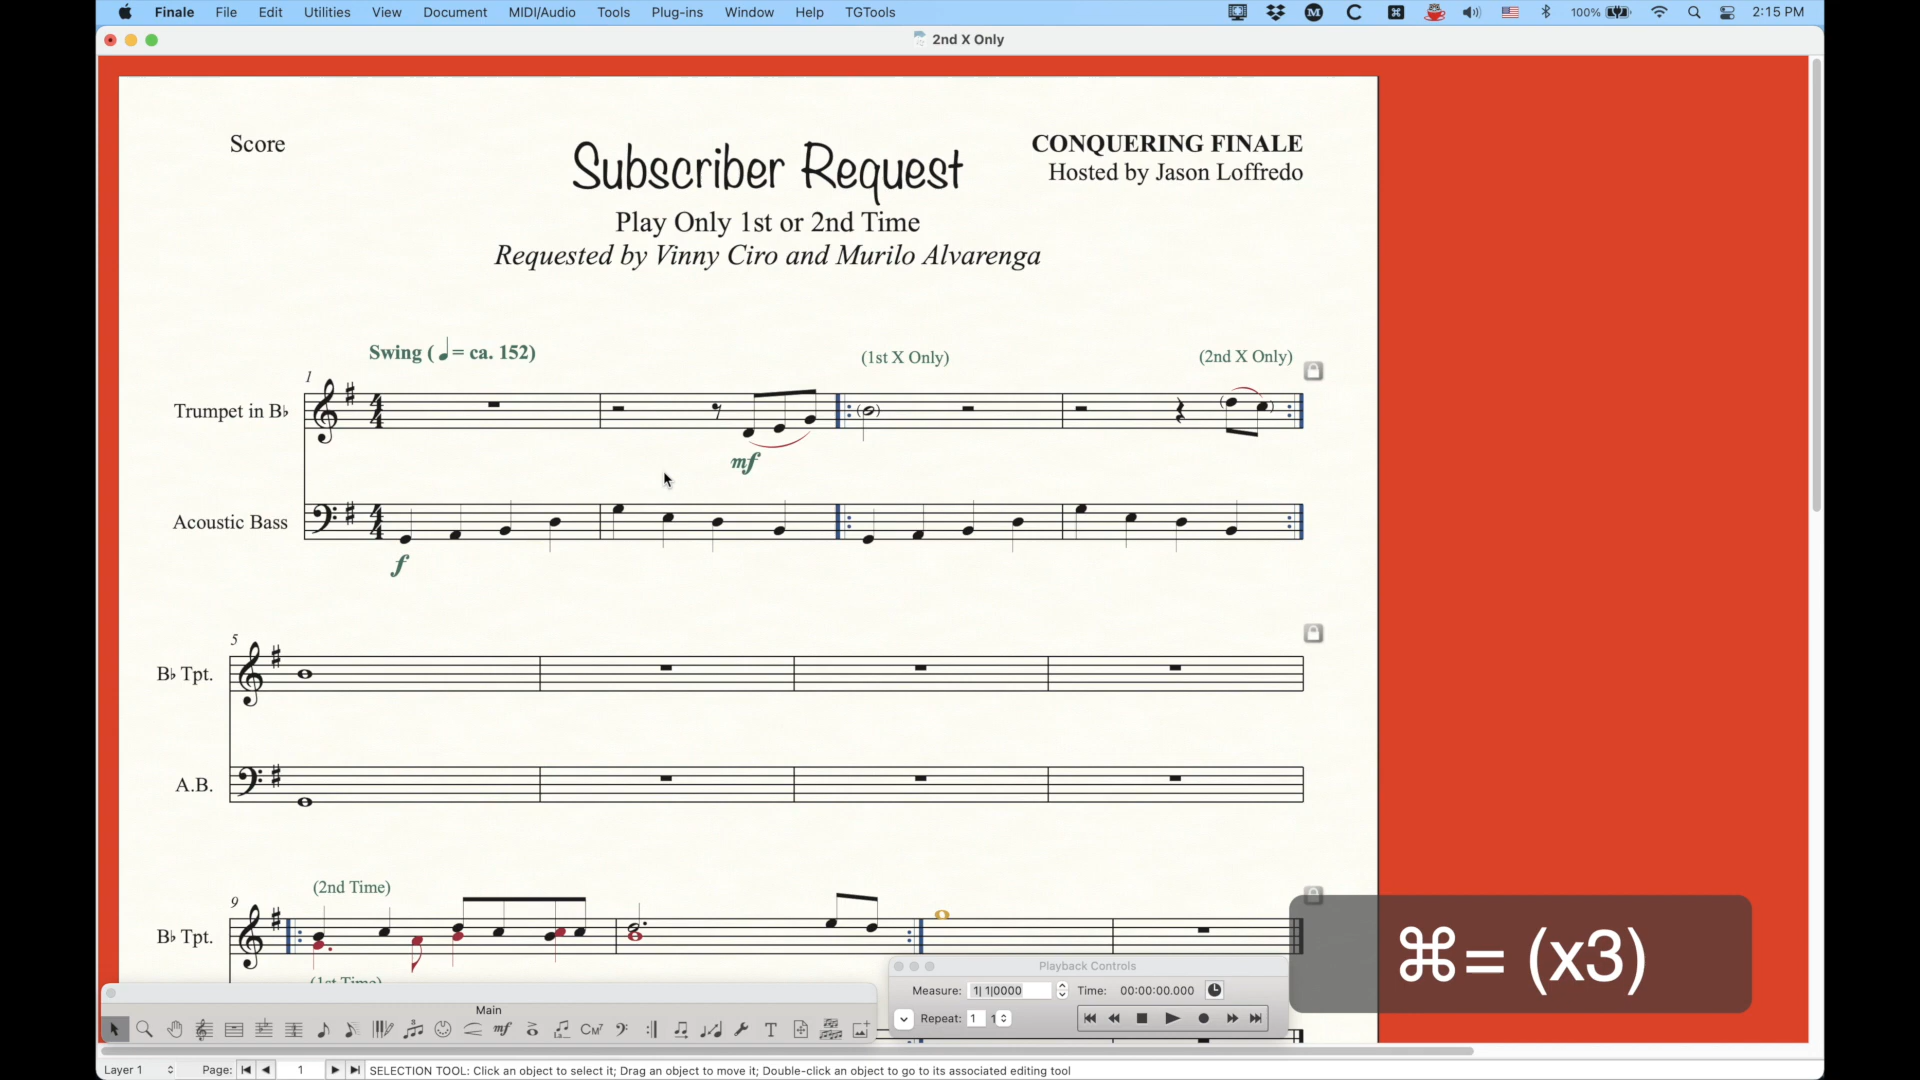 Finale File Edit Utilities View Document MIDI/Audio Tools Plug-ins Window Help TGTools 100% 2:15 PM
2nd X Only
Score
Subscriber Request
CONQUERING FINALE
Hosted by Jason Loffredo
Play Only 1st or 2nd Time
Requested by Vinny Ciro and Murilo Alvarenga
Swing (♩= ca. 152)
(1st X Only)
(2nd X Only)
1
Trumpet in B♭
mf
Acoustic Bass
f
5
B♭ Tpt.
A.B.
(2nd Time)
9
B♭ Tpt.
(1st Time)
⌘= (x3)
Playback Controls
Measure: 1| 1|0000 Time: 00:00:00.000
Main
Repeat: 1 1
Layer 1 Page: 1 SELECTION TOOL: Click an object to select it; Drag an object to move it; Double-click an object to go to its associated editing tool